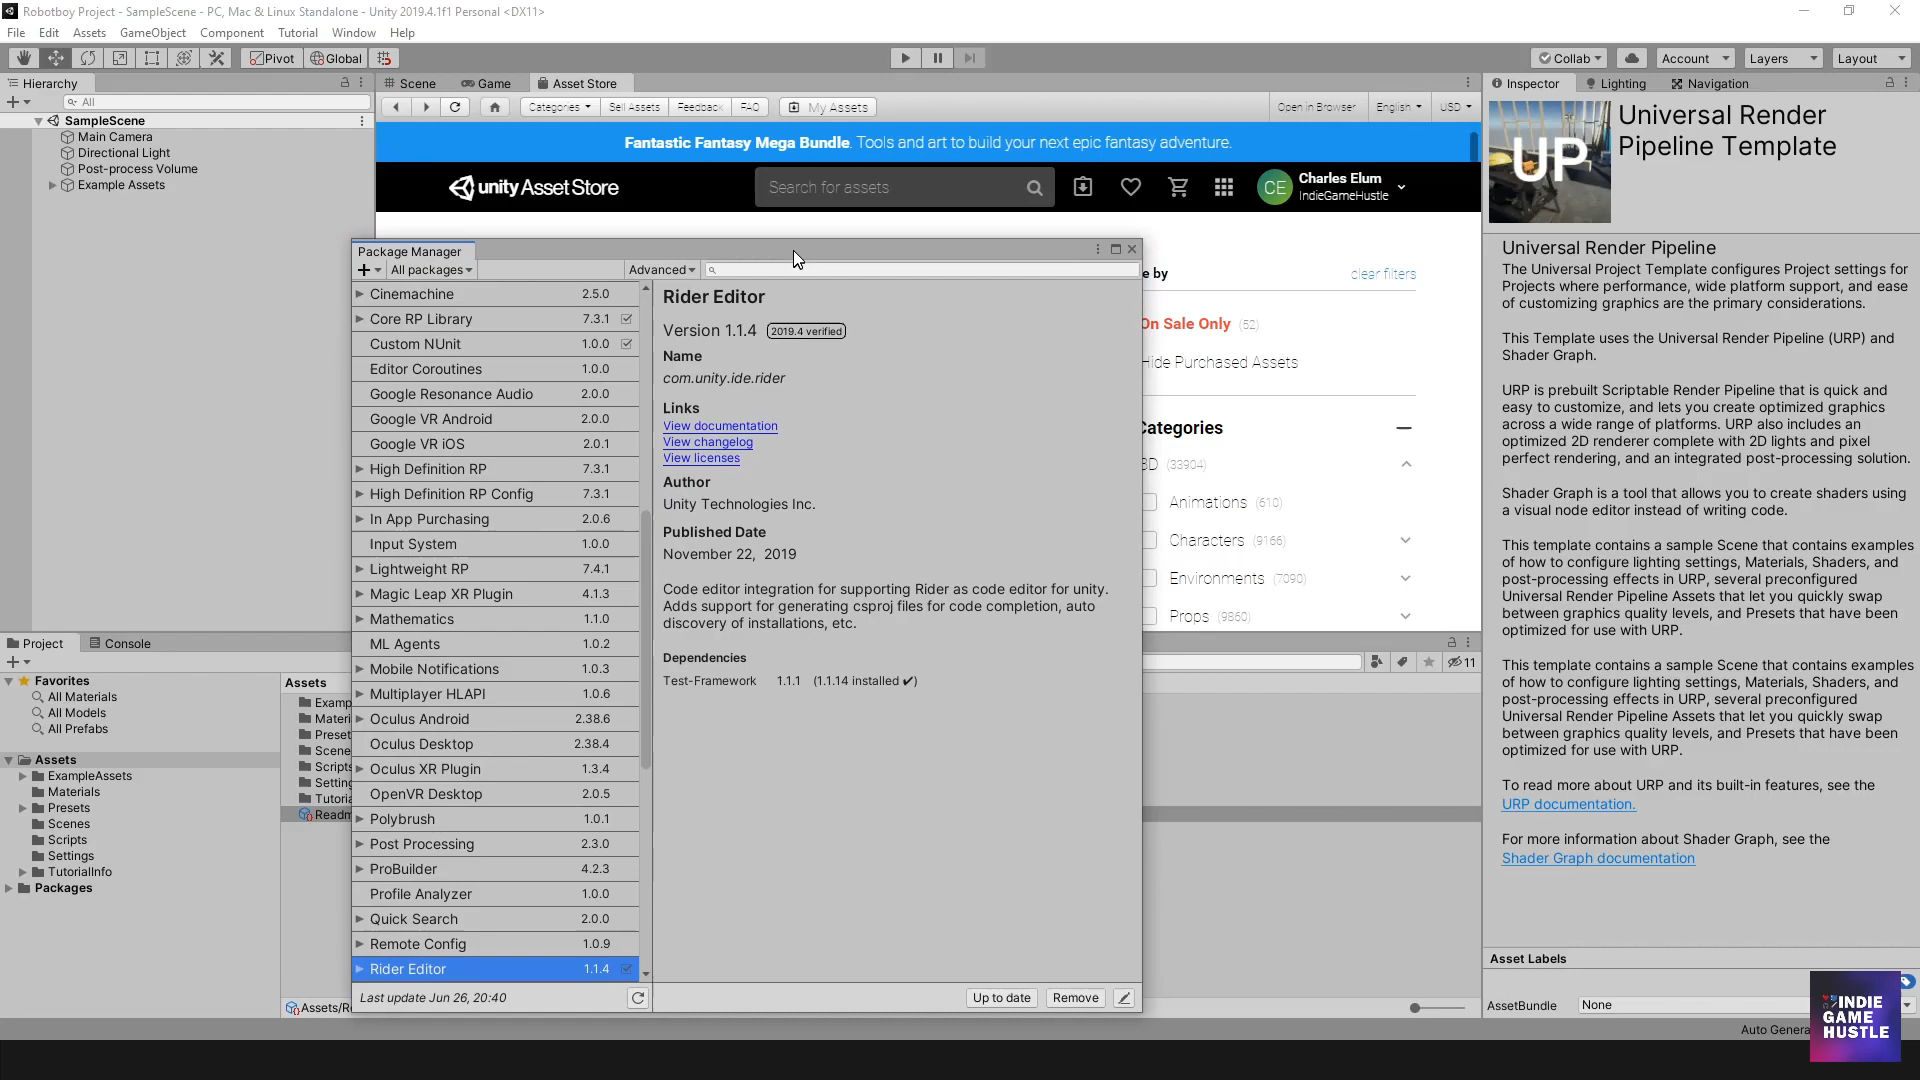 Robotboy Project - SampleScene - PC, Mac & Linux Standalone - Unity 2019.4.1f1 Personal <DX11>
File Edit Assets GameObject Component Tutorial Window Help
Pivot Global Collab Account Layers Layout
Hierarchy
All
SampleScene
Main Camera
Directional Light
Post-process Volume
Example Assets
Scene Game Asset Store
Categories Sell Assets Feedback FAQ My Assets Open in Browser English USD
Fantastic Fantasy Mega Bundle. Tools and art to build your next epic fantasy adventure.
unity Asset Store
Search for assets
CE
Charles Elum
IndieGameHustle
e by
clear filters
On Sale Only (52)
Hide Purchased Assets
Categories
3D (33904)
Animations (610)
Characters (9166)
Environments (7090)
Props (9860)
Package Manager
All packages Advanced
Cinemachine 2.5.0
Core RP Library 7.3.1
Custom NUnit 1.0.0
Editor Coroutines 1.0.0
Google Resonance Audio 2.0.0
Google VR Android 2.0.0
Google VR iOS 2.0.1
High Definition RP 7.3.1
High Definition RP Config 7.3.1
In App Purchasing 2.0.6
Input System 1.0.0
Lightweight RP 7.4.1
Magic Leap XR Plugin 4.1.3
Mathematics 1.1.0
ML Agents 1.0.2
Mobile Notifications 1.0.3
Multiplayer HLAPI 1.0.6
Oculus Android 2.38.6
Oculus Desktop 2.38.4
Oculus XR Plugin 1.3.4
OpenVR Desktop 2.0.5
Polybrush 1.0.1
Post Processing 2.3.0
ProBuilder 4.2.3
Profile Analyzer 1.0.0
Quick Search 2.0.0
Remote Config 1.0.9
Rider Editor 1.1.4
Last update Jun 26, 20:40
Rider Editor
Version 1.1.4 2019.4 verified
Name
com.unity.ide.rider
Links
View documentation
View changelog
View licenses
Author
Unity Technologies Inc.
Published Date
November 22, 2019
Code editor integration for supporting Rider as code editor for unity.
Adds support for generating csproj files for code completion, auto
discovery of installations, etc.
Dependencies
Test-Framework 1.1.1 (1.1.14 installed ✔)
Up to date Remove
Project Console
11
Favorites
All Materials
All Models
All Prefabs
Assets
ExampleAssets
Materials
Presets
Scenes
Scripts
Settings
TutorialInfo
Packages
Assets
Examp
Materi
Preset
Scene
Scripts
Setting
Tutoria
Readm
Assets/R
Inspector Lighting Navigation
UP
Universal Render
Pipeline Template
Universal Render Pipeline
The Universal Project Template configures Project settings for
Projects where performance, wide platform support, and ease
of customizing graphics are the primary considerations.
This Template uses the Universal Render Pipeline (URP) and
Shader Graph.
URP is prebuilt Scriptable Render Pipeline that is quick and
easy to customize, and lets you create optimized graphics
across a wide range of platforms. URP also includes an
optimized 2D renderer complete with 2D lights and pixel
perfect rendering, and an integrated post-processing solution.
Shader Graph is a tool that allows you to create shaders using
a visual node editor instead of writing code.
This template contains a sample Scene that contains examples
of how to configure lighting settings, Materials, Shaders, and
post-processing effects in URP, several preconfigured
Universal Render Pipeline Assets that let you quickly swap
between graphics quality levels, and Presets that have been
optimized for use with URP.
This template contains a sample Scene that contains examples
of how to configure lighting settings, Materials, Shaders, and
post-processing effects in URP, several preconfigured
Universal Render Pipeline Assets that let you quickly swap
between graphics quality levels, and Presets that have been
optimized for use with URP.
To read more about URP and its built-in features, see the
URP documentation.
For more information about Shader Graph, see the
Shader Graph documentation
Asset Labels
AssetBundle None
Auto Genera
INDIE
GAME
HUSTLE